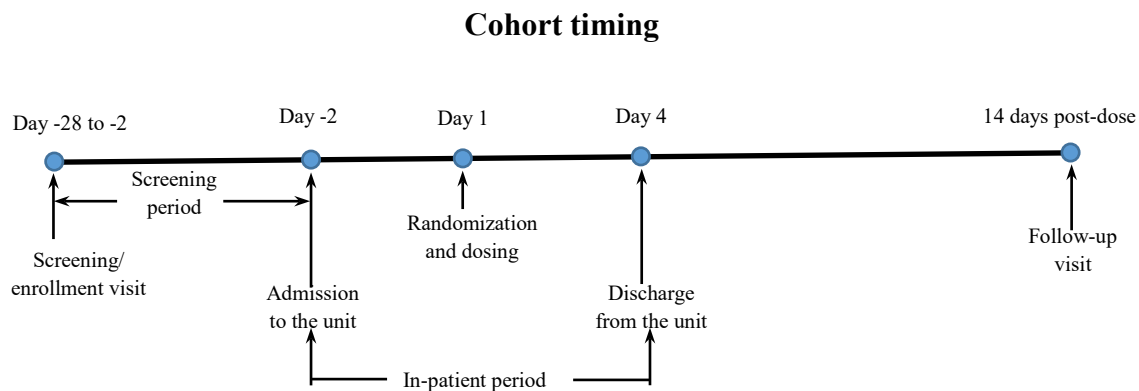 Cohort timing
Day -28 to -2
Day -2
Day 1
Day 4
14 days post-dose
Screening
period
Randomization
and dosing
Follow-up
visit
Screening/
enrollment visit
Admission
to the unit
Discharge
from the unit
In-patient period